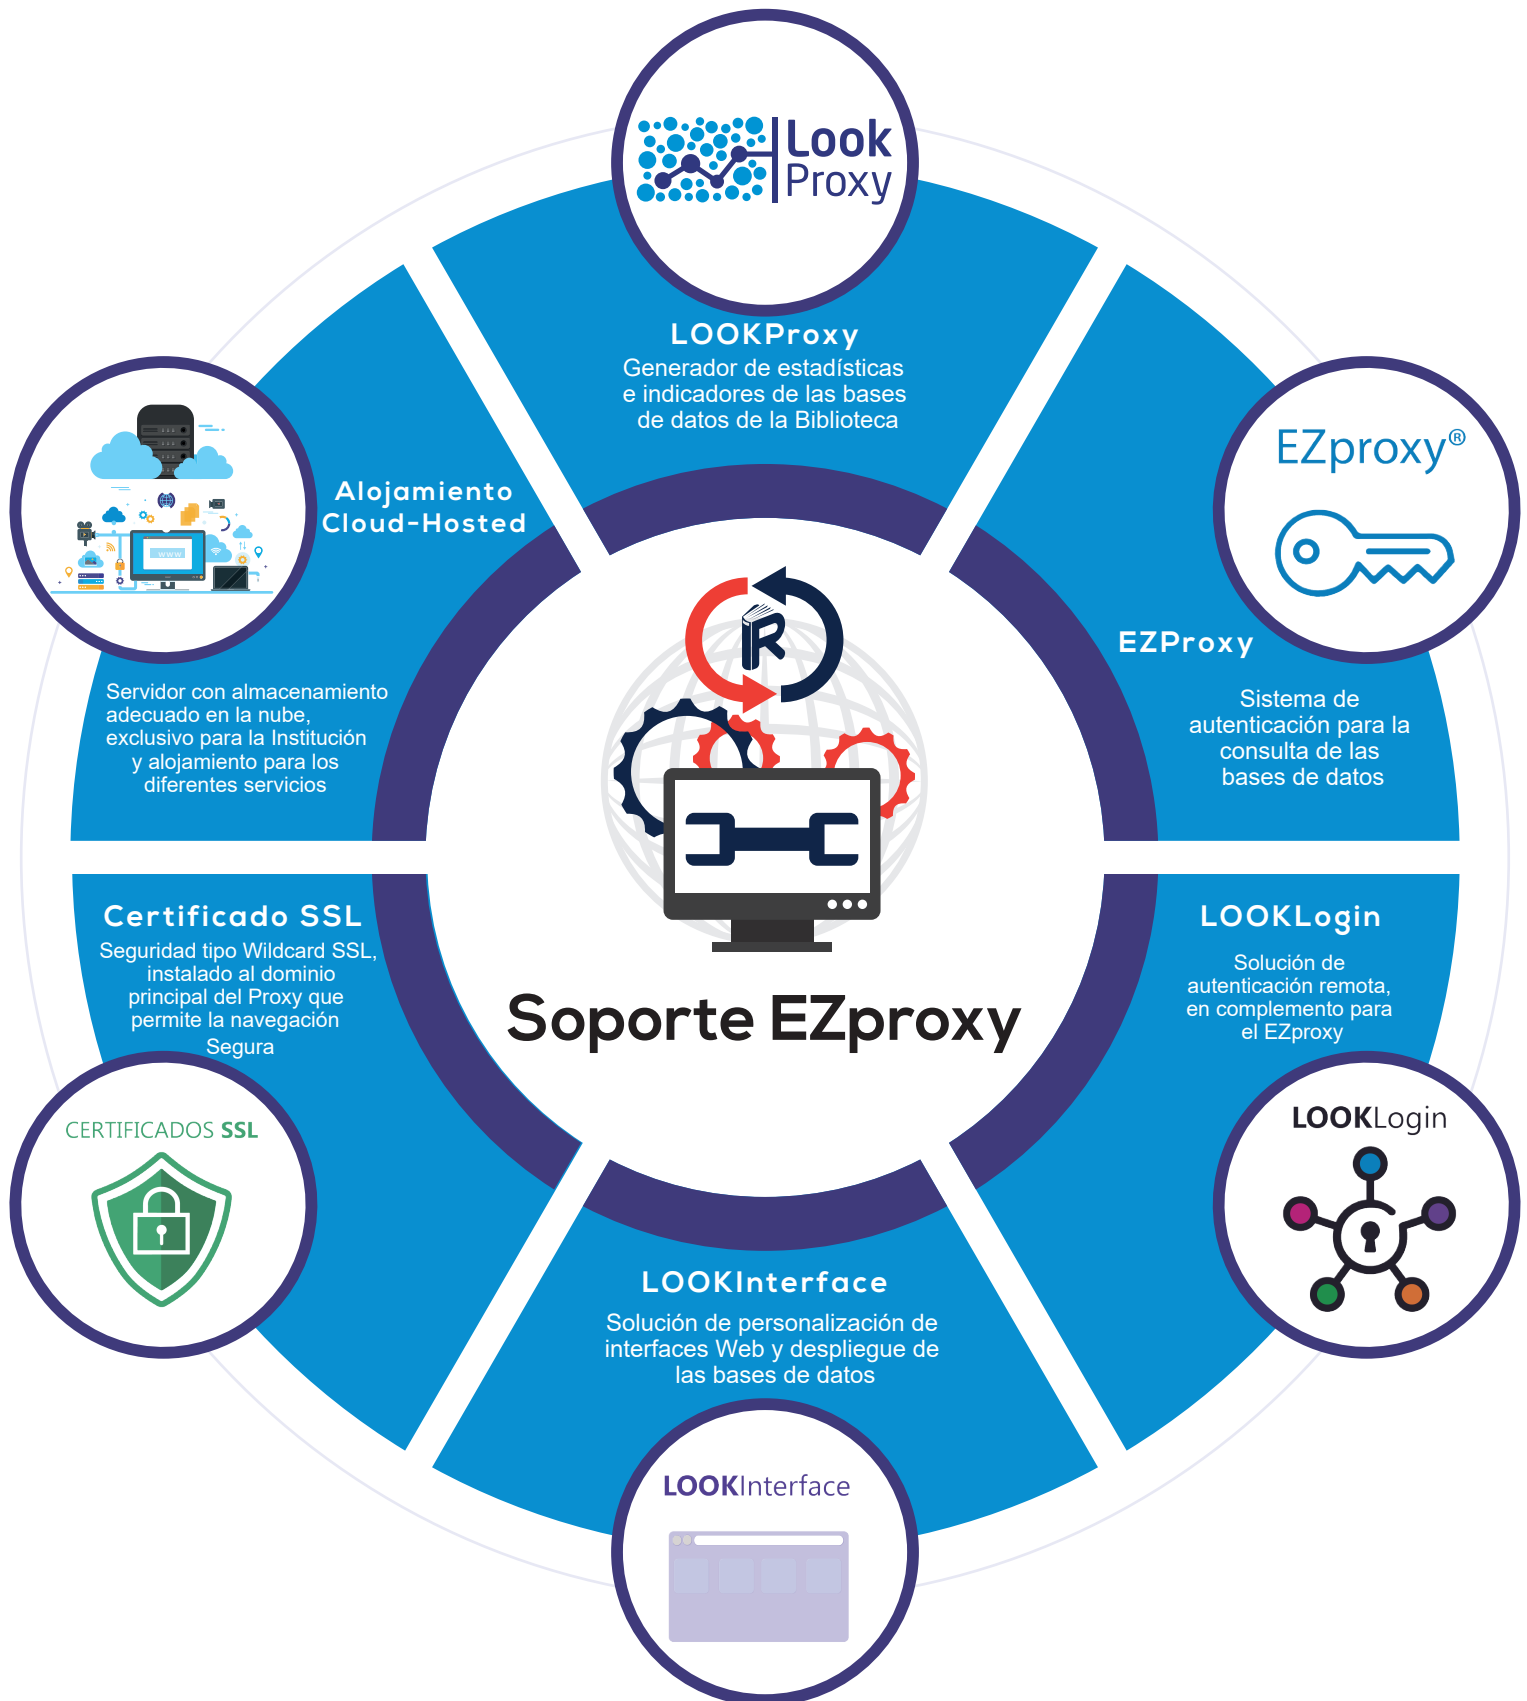 Look
Proxy
LOOKProxy
Generador de estadísticas
e indicadores de las bases
de datos de la Biblioteca
EZproxy®
EZProxy
Sistema de
autenticación para la
consulta de las
bases de datos
LOOKLogin
Solución de
autenticación remota,
en complemento para
el EZproxy
LOOKLogin
LOOKInterface
Solución de personalización de
interfaces Web y despliegue de
las bases de datos
LOOKInterface
Certificado SSL
Seguridad tipo Wildcard SSL,
instalado al dominio
principal del Proxy que
permite la navegación
Segura
CERTIFICADOS SSL
Alojamiento
Cloud-Hosted
www
Servidor con almacenamiento
adecuado en la nube,
exclusivo para la Institución
y alojamiento para los
diferentes servicios
R
Soporte EZproxy